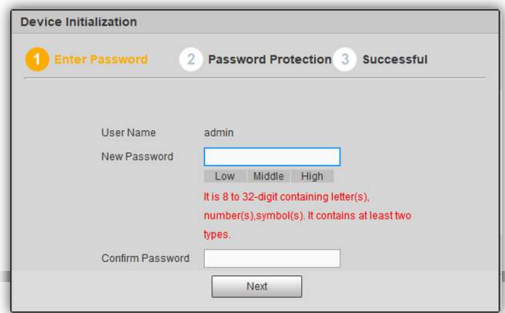 Device Initialization
1 Enter Password 2 Password Protection 3 Successful
User Name admin
New Password
Low Middle High
It is 8 to 32-digit containing letter(s),
number(s),symbol(s). It contains at least two
types.
Confirm Password
Next